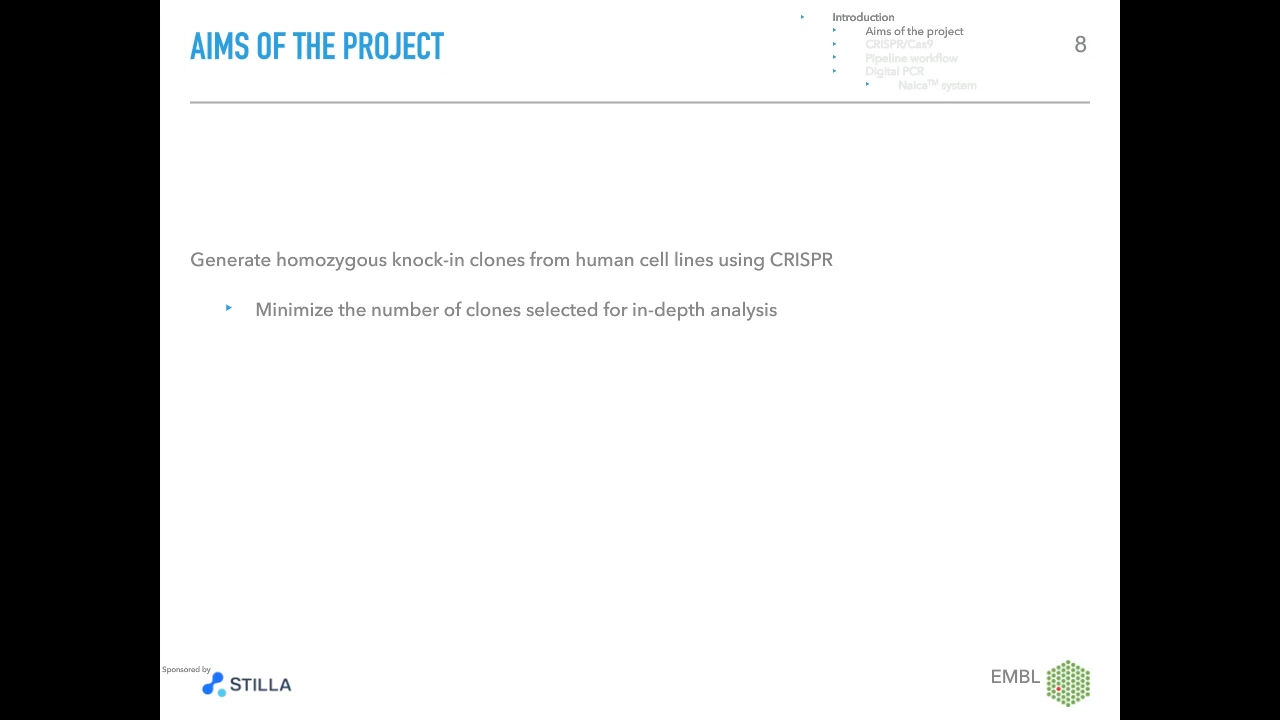 AIMS OF THE PROJECT
Introduction
Aims of the project
CRISPR/Cas9
Pipeline workflow
Digital PCR
Naica™ system
8
Generate homozygous knock-in clones from human cell lines using CRISPR
Minimize the number of clones selected for in-depth analysis
Sponsored by
STILLA
EMBL